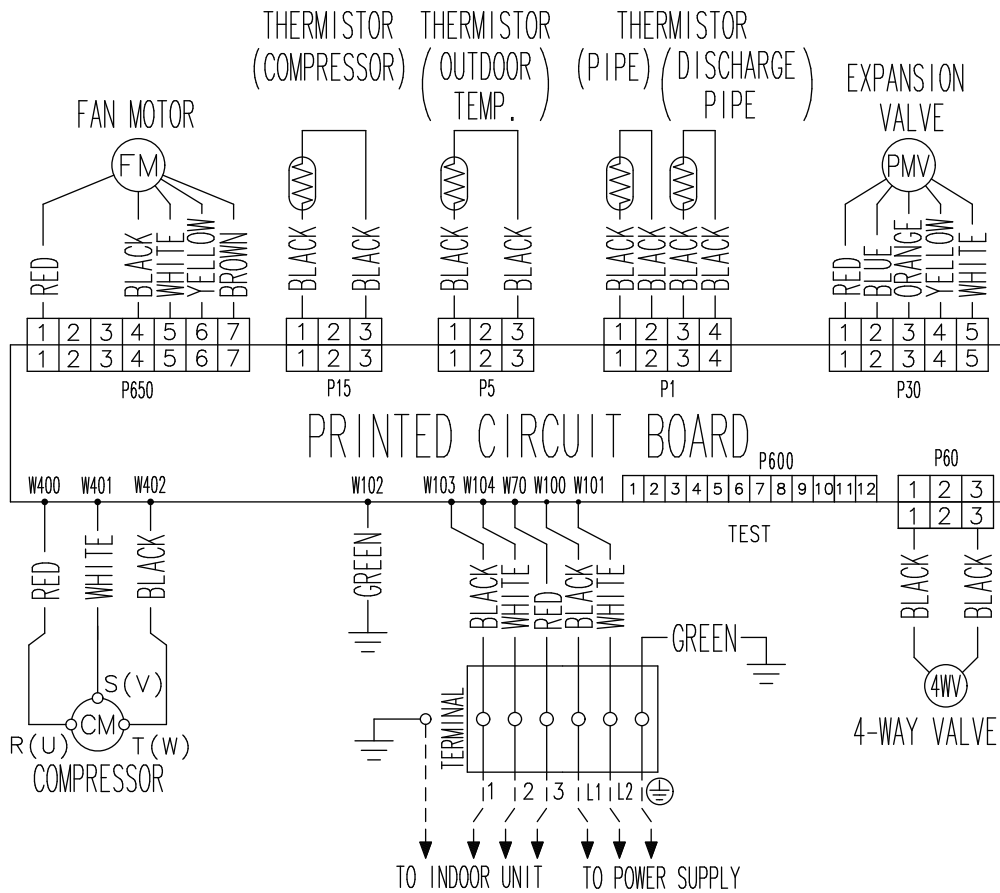 THERMISTOR THERMISTOR THERMISTOR
(COMPRESSOR) (OUTDOOR TEMP.) (PIPE) (DISCHARGE PIPE)
FAN MOTOR
EXPANSION
VALVE
FM
PMV
RED BLACK WHITE YELLOW BROWN
BLACK BLACK
BLACK BLACK
BLACK BLACK BLACK BLACK
RED BLUE ORANGE YELLOW WHITE
1 2 3 4 5 6 7
1 2 3 4 5 6 7
P650
1 2 3
1 2 3
P15
1 2 3
1 2 3
P5
1 2 3 4
1 2 3 4
P1
1 2 3 4 5
1 2 3 4 5
P30
PRINTED CIRCUIT BOARD
W400 W401 W402 W102 W103 W104 W70 W100 W101
P600
1 2 3 4 5 6 7 8 9 10 11 12
TEST
P60
1 2 3
1 2 3
RED WHITE BLACK
GREEN
BLACK WHITE RED BLACK WHITE
BLACK BLACK
GREEN
S(V)
CM
R(U) T(W)
COMPRESSOR
TERMINAL
4WV
4-WAY VALVE
1 2 3 L1 L2
TO INDOOR UNIT TO POWER SUPPLY